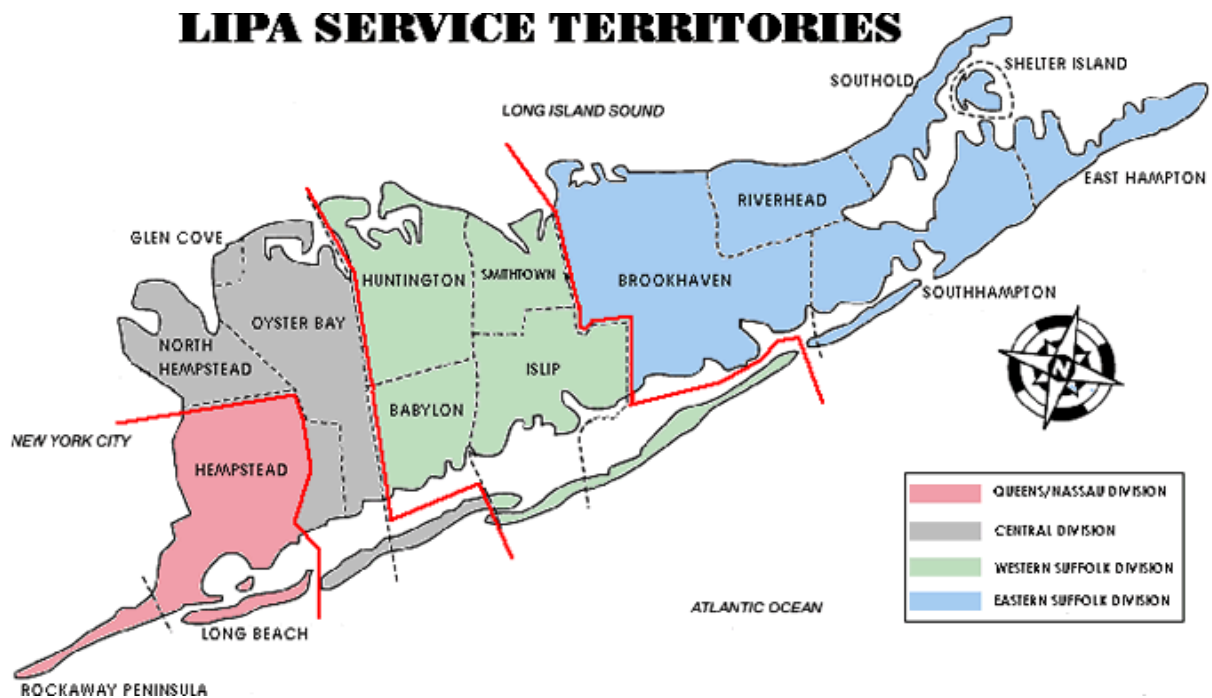 LIPA SERVICE TERRITORIES
SHELTER ISLAND
SOUTHOLD
LONG ISLAND SOUND
EAST HAMPTON
RIVERHEAD
GLEN COVE
HUNTINGTON
SMITHTOWN
BROOKHAVEN
SOUTHHAMPTON
OYSTER BAY
NORTH
HEMPSTEAD
ISLIP
N
BABYLON
NEW YORK CITY
HEMPSTEAD
QUEENS/NASSAU DIVISION
CENTRAL DIVISION
WESTERN SUFFOLK DIVISION
EASTERN SUFFOLK DIVISION
ATLANTIC OCEAN
LONG BEACH
ROCKAWAY PENINSULA